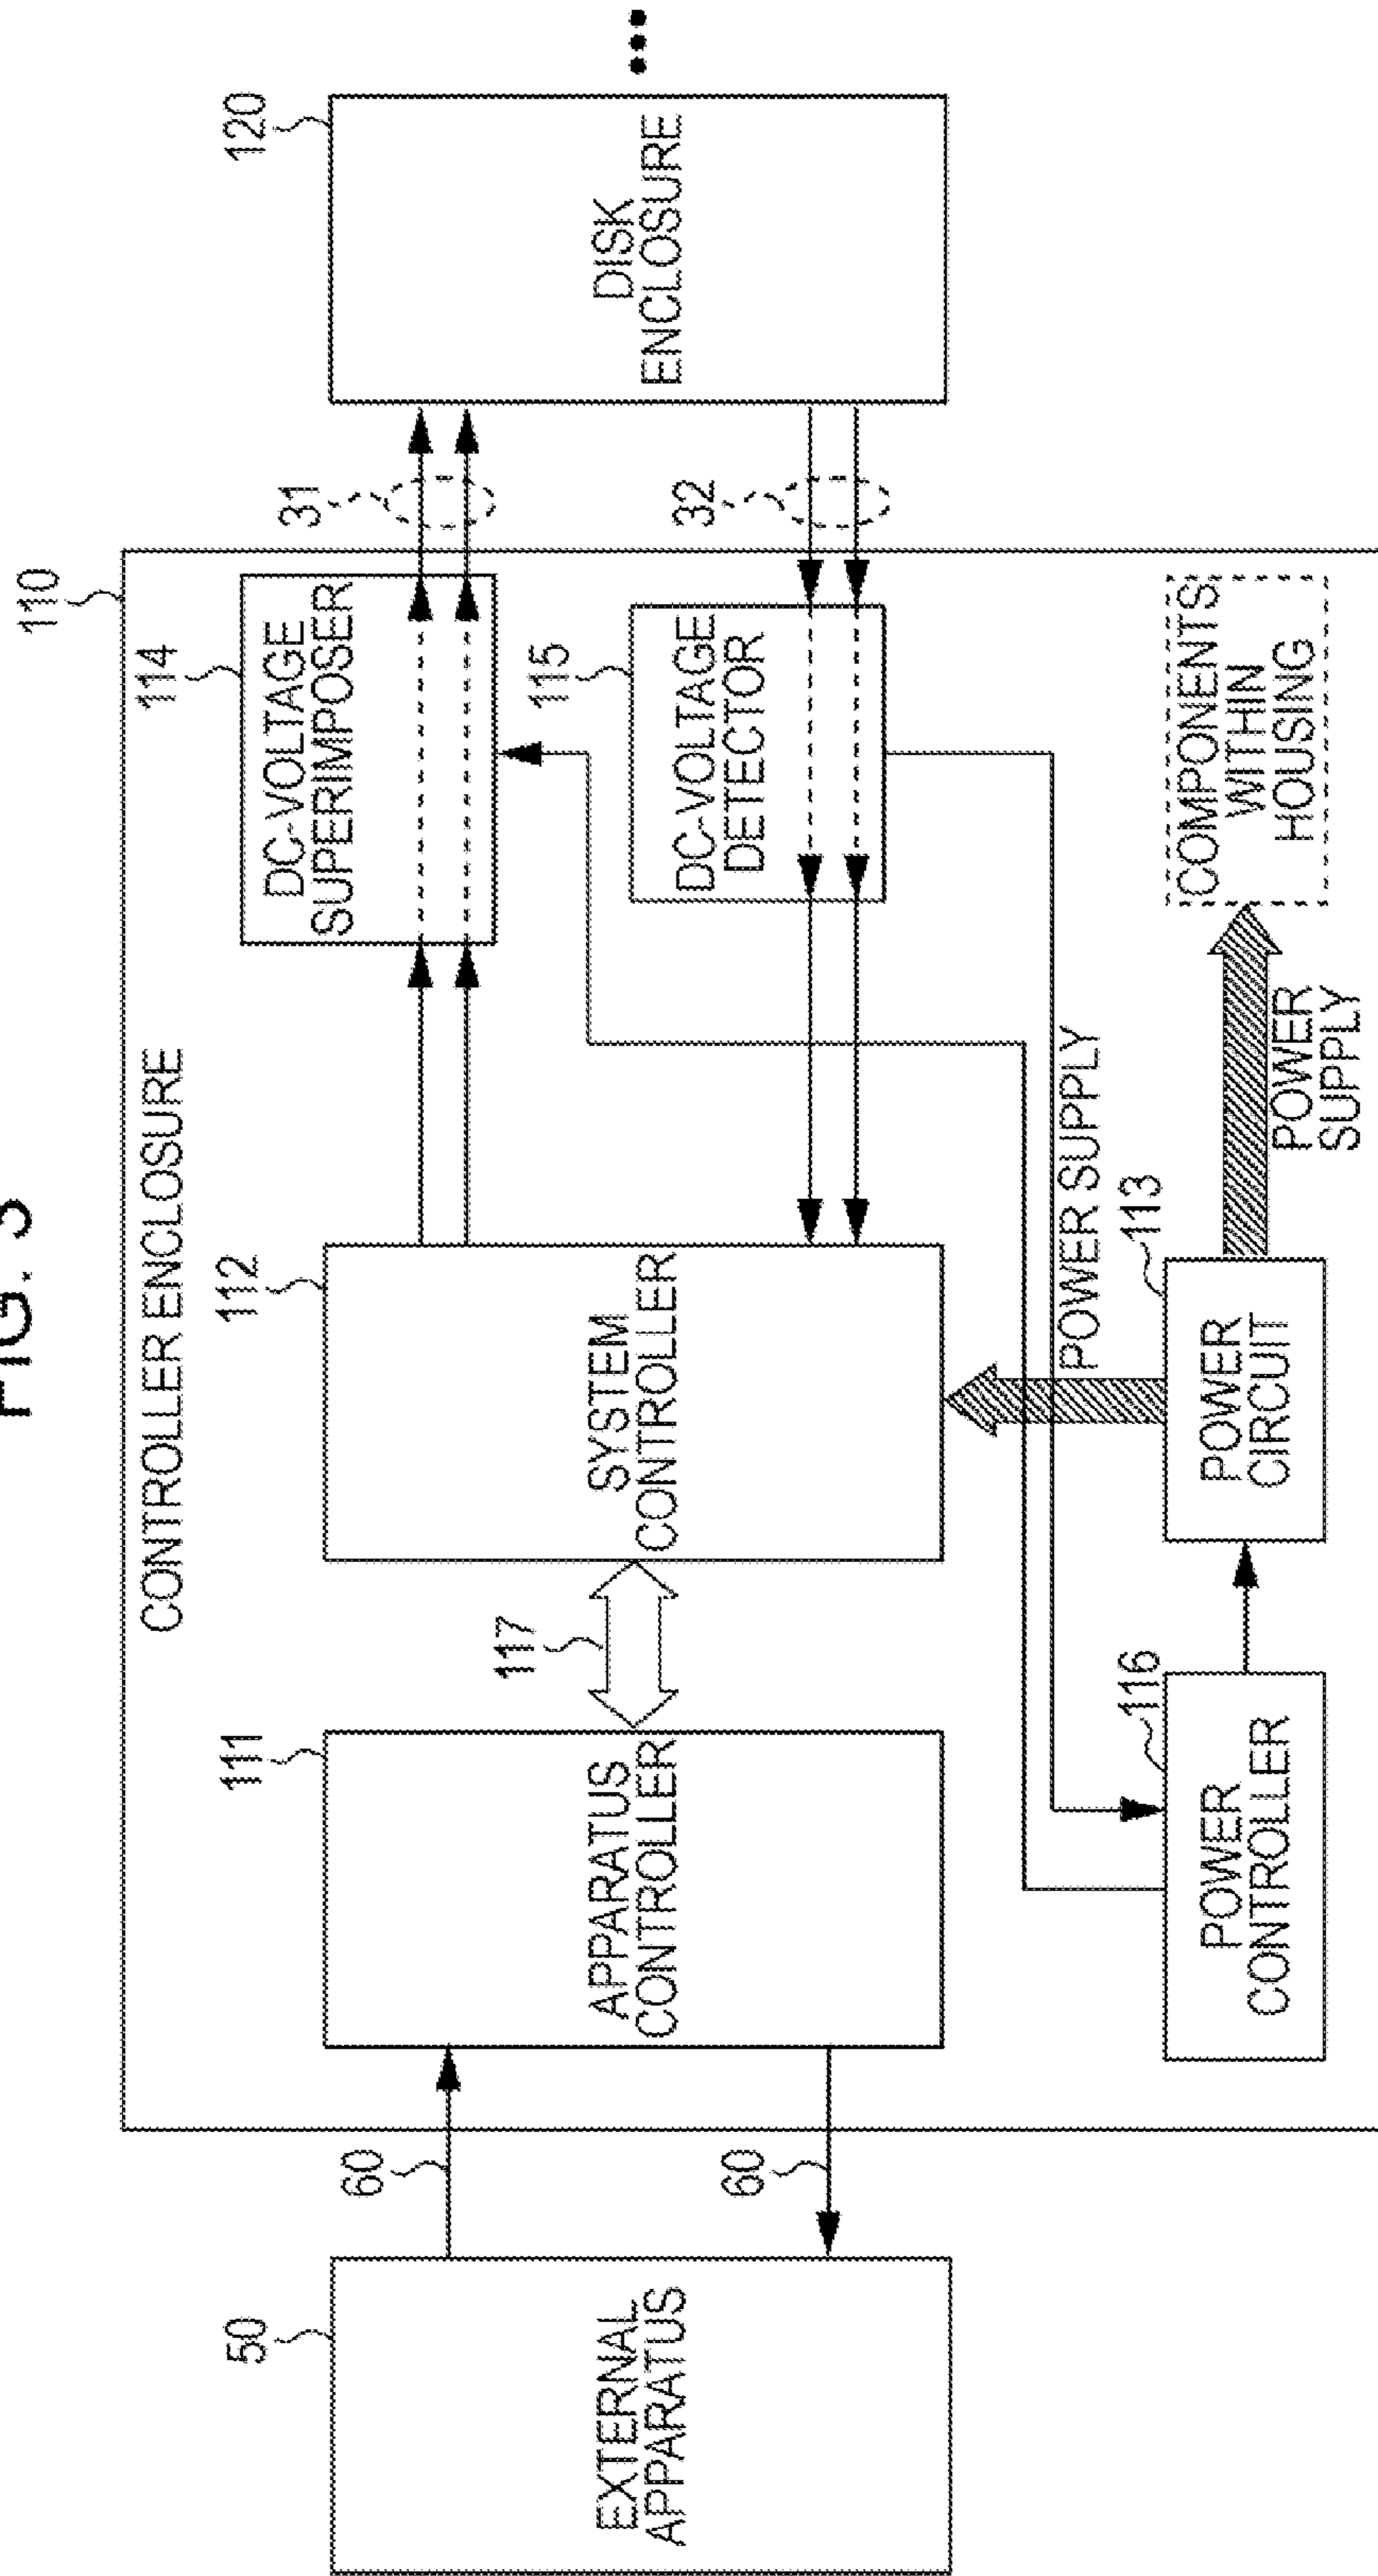 FIG. 3
110
CONTROLLER ENCLOSURE
50
EXTERNAL
APPARATUS
60
60
111
APPARATUS
CONTROLLER
117
112
SYSTEM
CONTROLLER
114
DC-VOLTAGE
SUPERIMPOSER
115
DC-VOLTAGE
DETECTOR
31
32
120
DISK
ENCLOSURE
116
POWER
CONTROLLER
113
POWER
CIRCUIT
POWER SUPPLY
POWER
SUPPLY
COMPONENTS
WITHIN
HOUSING